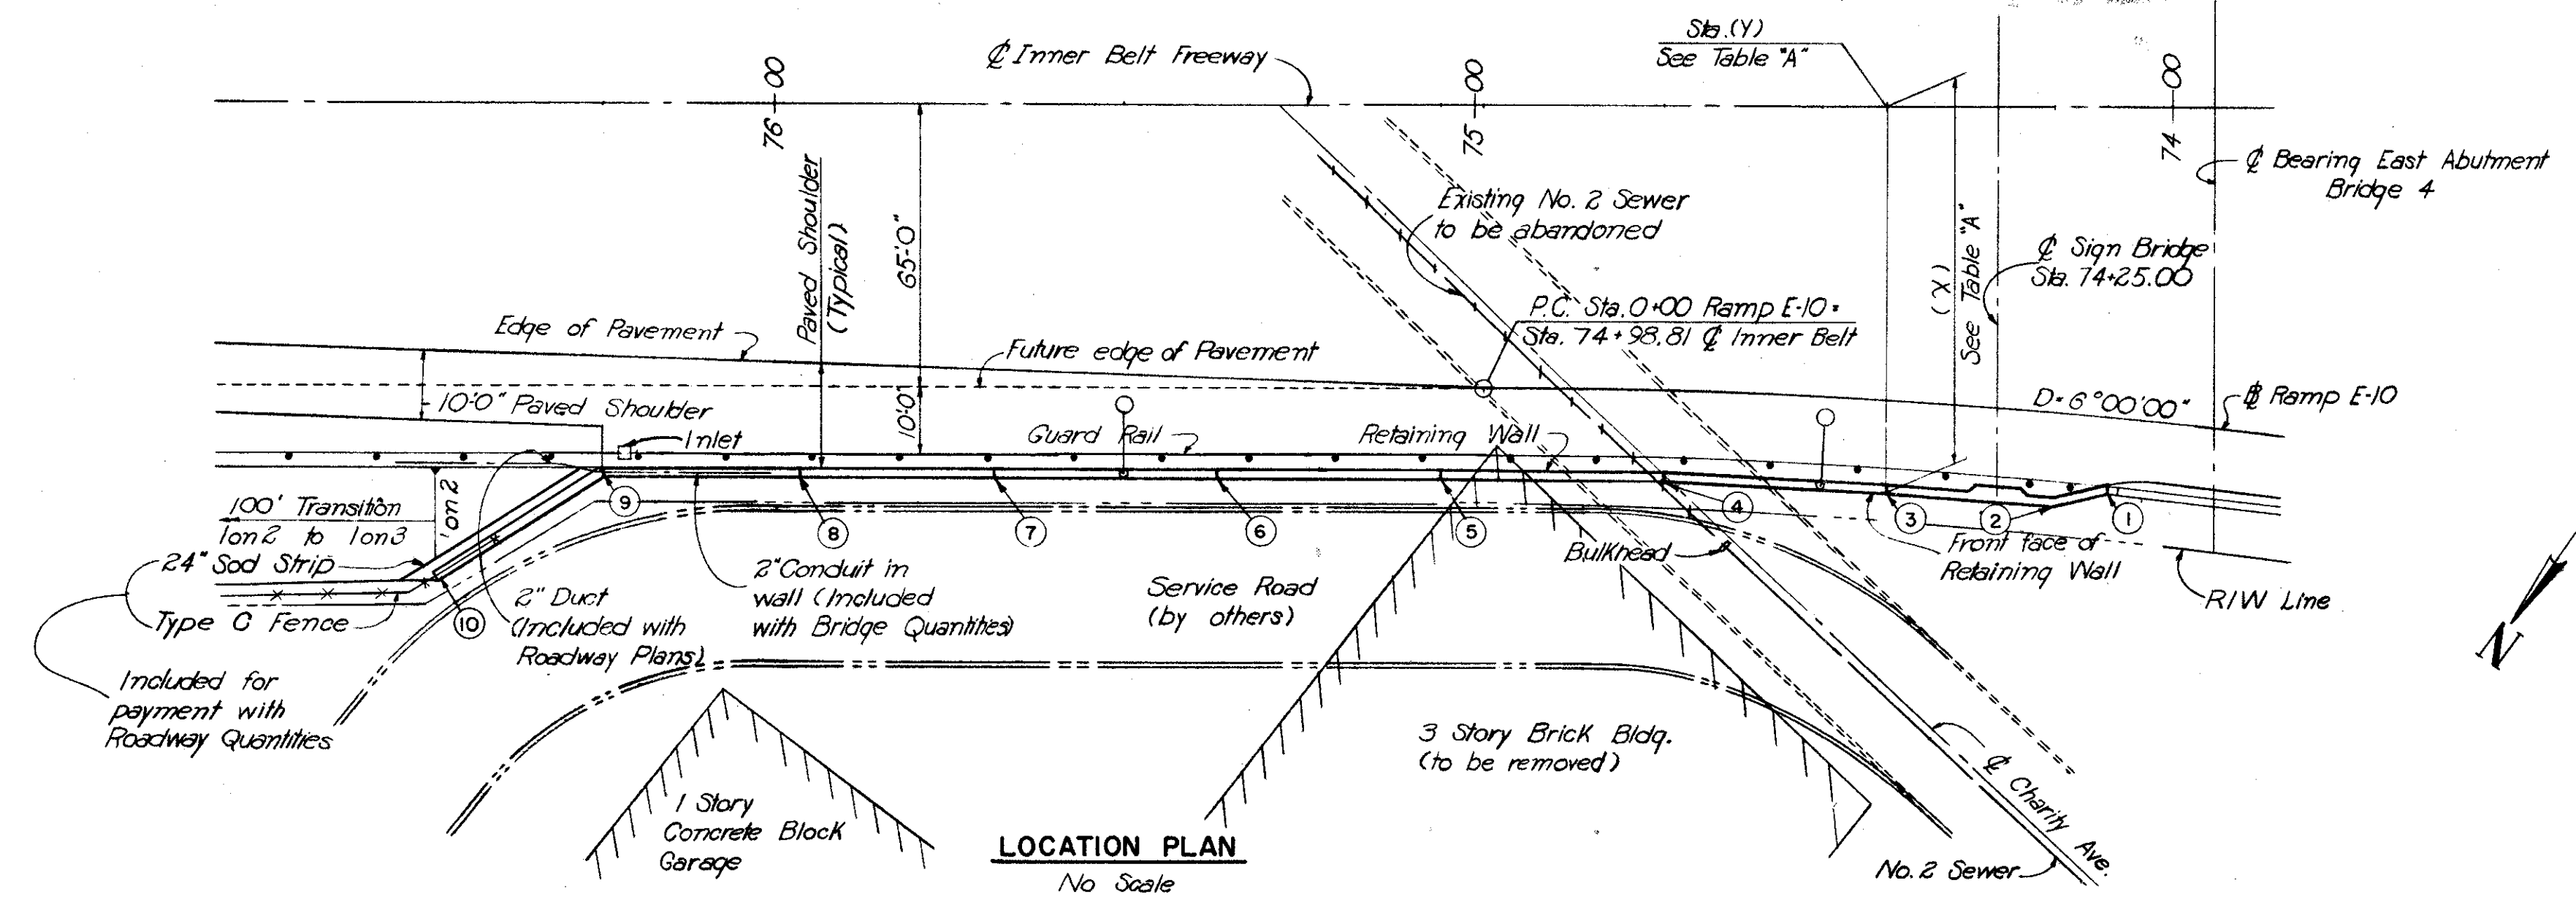 Sta. (Y)
See Table "A"
℄ Inner Belt Freeway
76-00
75-00
74-00
℄ Bearing East Abutment
Bridge 4
Paved Shoulder
(Typical)
65'-0"
10'-0"
Existing No. 2 Sewer
to be abandoned
(X)
See Table "A"
℄ Sign Bridge
Sta. 74+25.00
P.C. Sta. 0+00 Ramp E-10 =
Sta. 74+98.81 ℄ Inner Belt
Edge of Pavement
Future edge of Pavement
10'-0" Paved Shoulder
D=6°00'00"
Ramp E-10
Inlet
Guard Rail
Retaining Wall
100' Transition
1on2 to 1on3
1on2
24" Sod Strip
Type C Fence
Included for
payment with
Roadway Quantities
10
9
8
7
6
5
4
3
2
1
2" Duct
(Included with
Roadway Plans)
2" Conduit in
wall (Included
with Bridge Quantities)
Service Road
(by others)
Bulkhead
Front face of
Retaining Wall
R/W Line
N
3 Story Brick Bldg.
(to be removed)
1 Story
Concrete Block
Garage
℄ Charity Ave.
No. 2 Sewer
LOCATION PLAN
No Scale